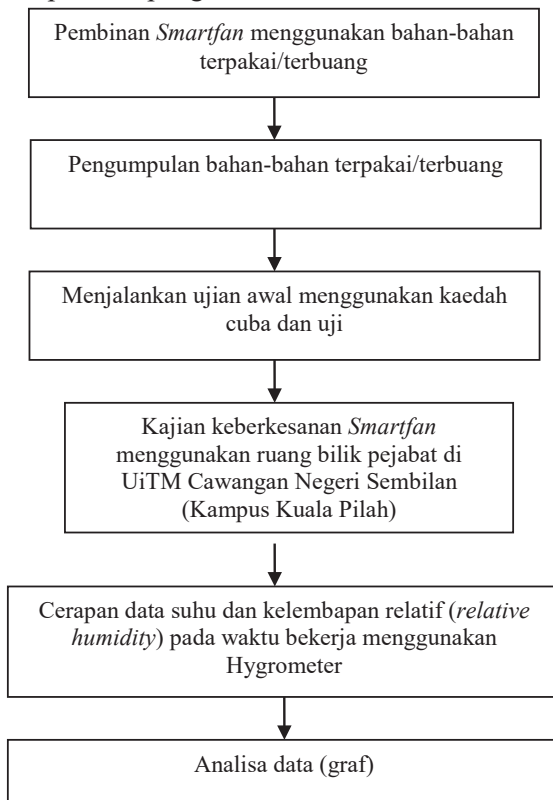 Pembinan Smartfan menggunakan bahan-bahan
terpakai/terbuang
Pengumpulan bahan-bahan terpakai/terbuang
Menjalankan ujian awal menggunakan kaedah
cuba dan uji
Kajian keberkesanan Smartfan
menggunakan ruang bilik pejabat di
UiTM Cawangan Negeri Sembilan
(Kampus Kuala Pilah)
Cerapan data suhu dan kelembapan relatif (relative
humidity) pada waktu bekerja menggunakan
Hygrometer
Analisa data (graf)